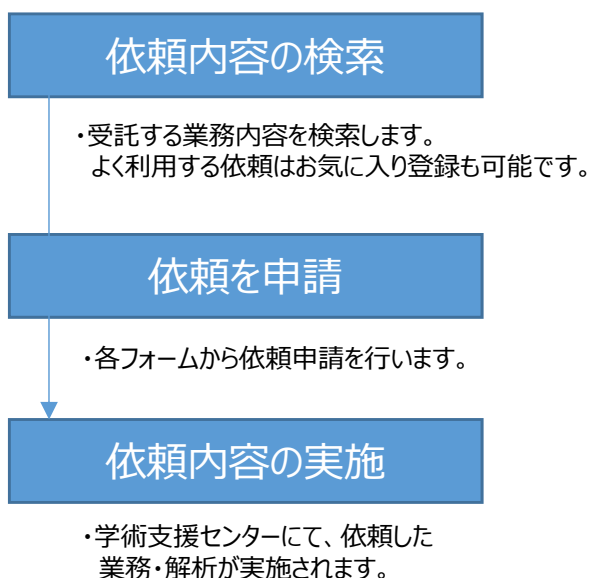 依頼内容の検索
・受託する業務内容を検索します。
よく利用する依頼はお気に入り登録も可能です。
依頼を申請
・各フォームから依頼申請を行います。
依頼内容の実施
・学術支援センターにて、依頼した
業務・解析が実施されます。